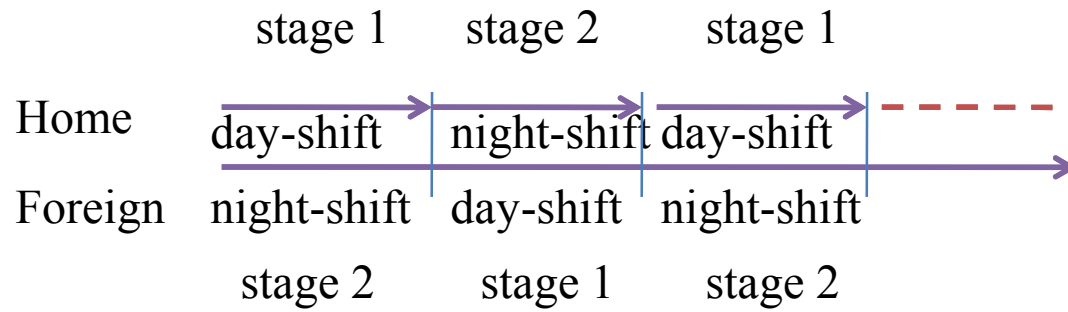 stage 1 stage 2 stage 1
Home
day-shift night-shift day-shift
Foreign night-shift day-shift night-shift
stage 2 stage 1 stage 2